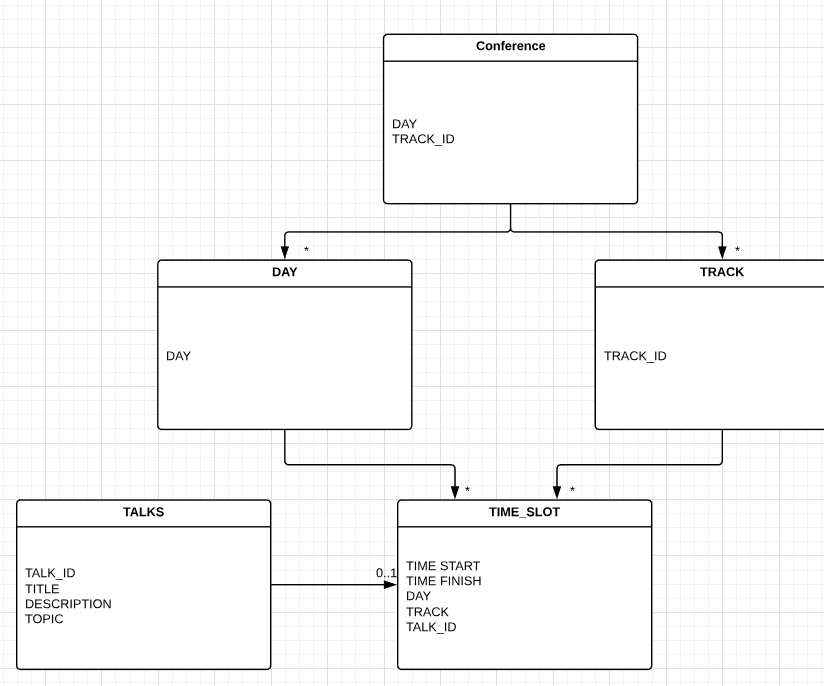 Conference
DAY
TRACK_ID
*
*
DAY
DAY
TRACK
TRACK_ID
*
*
TALKS
TALK_ID
TITLE
DESCRIPTION
TOPIC
0..1
TIME_SLOT
TIME START
TIME FINISH
DAY
TRACK
TALK_ID